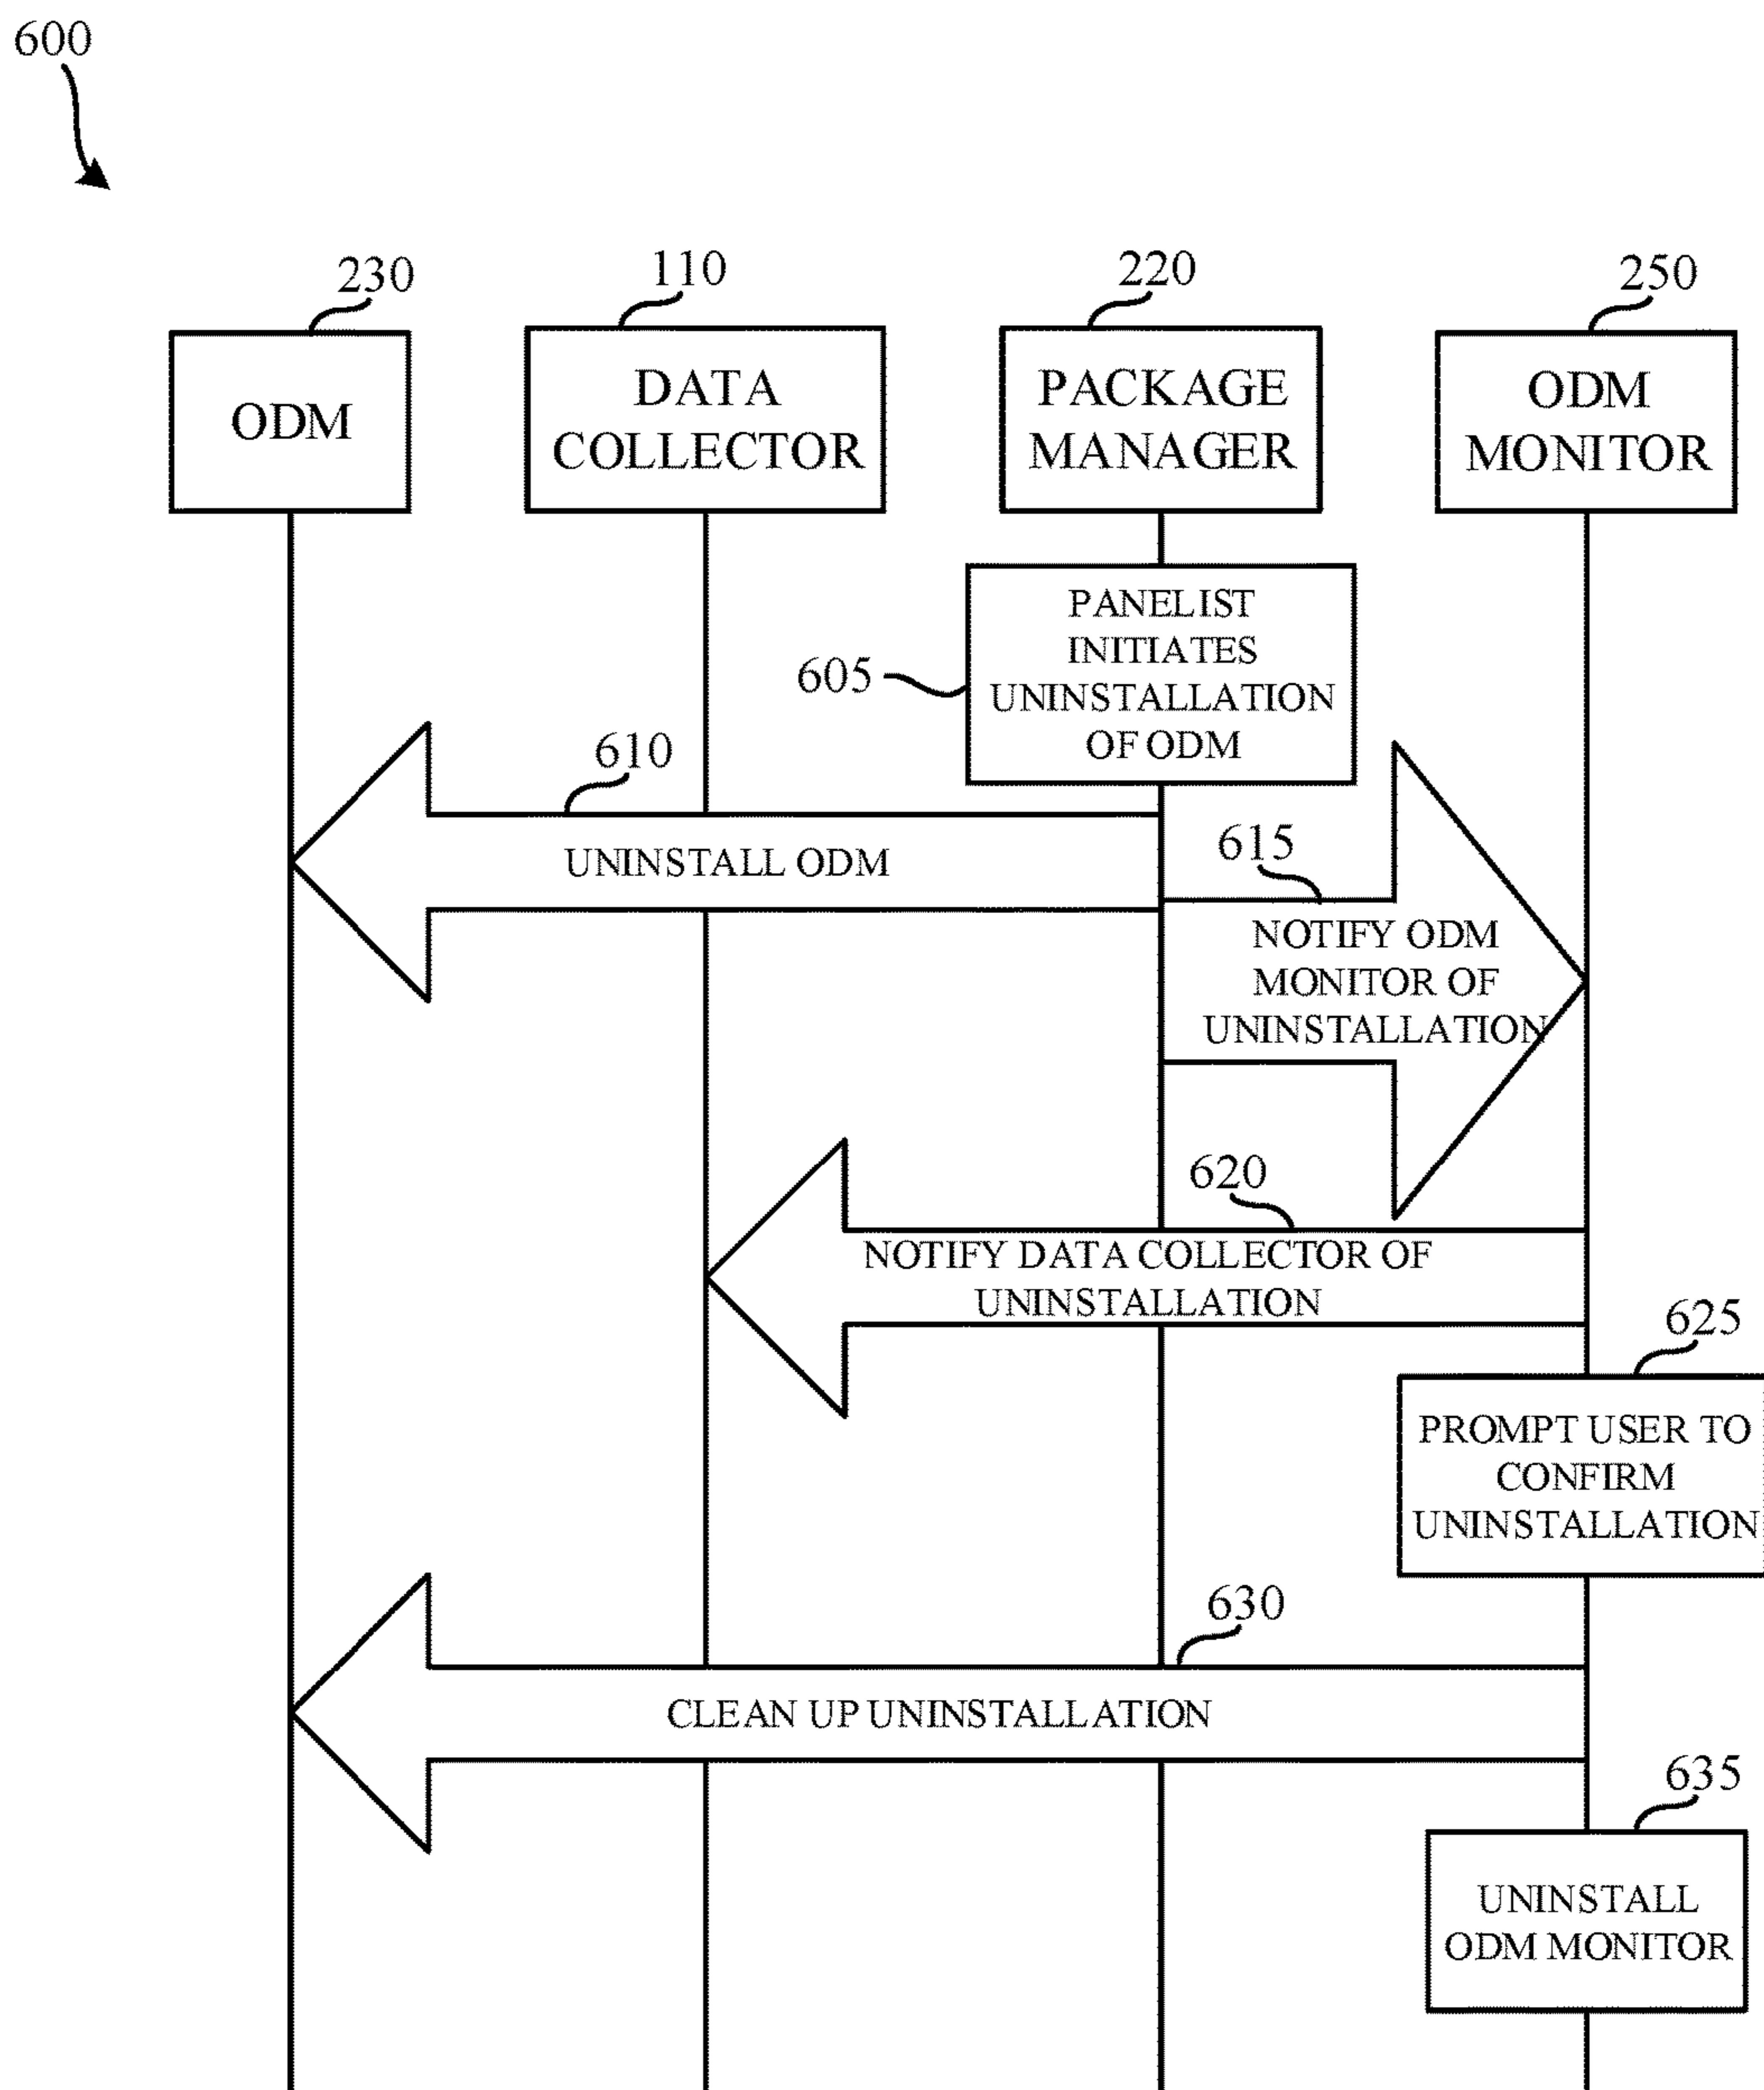 600
230
110
220
250
ODM
DATA
COLLECTOR
PACKAGE
MANAGER
ODM
MONITOR
PANELIST
INITIATES
UNINSTALLATION
OF ODM
605
610
UNINSTALL ODM
615
NOTIFY ODM
MONITOR OF
UNINSTALLATION
620
NOTIFY DATA COLLECTOR OF
UNINSTALLATION
625
PROMPT USER TO
CONFIRM
UNINSTALLATION
630
CLEAN UP UNINSTALLATION
635
UNINSTALL
ODM MONITOR